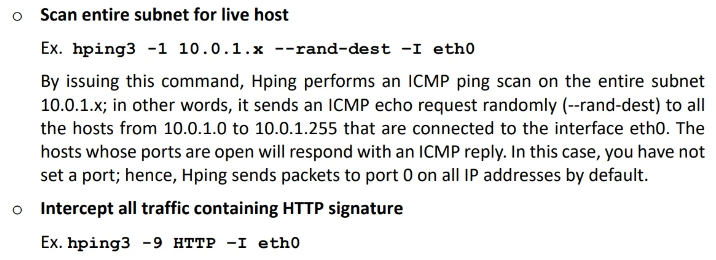 o Scan entire subnet for live host
Ex. hping3 -1 10.0.1.x --rand-dest –I eth0
By issuing this command, Hping performs an ICMP ping scan on the entire subnet
10.0.1.x; in other words, it sends an ICMP echo request randomly (--rand-dest) to all
the hosts from 10.0.1.0 to 10.0.1.255 that are connected to the interface eth0. The
hosts whose ports are open will respond with an ICMP reply. In this case, you have not
set a port; hence, Hping sends packets to port 0 on all IP addresses by default.
o Intercept all traffic containing HTTP signature
Ex. hping3 -9 HTTP –I eth0